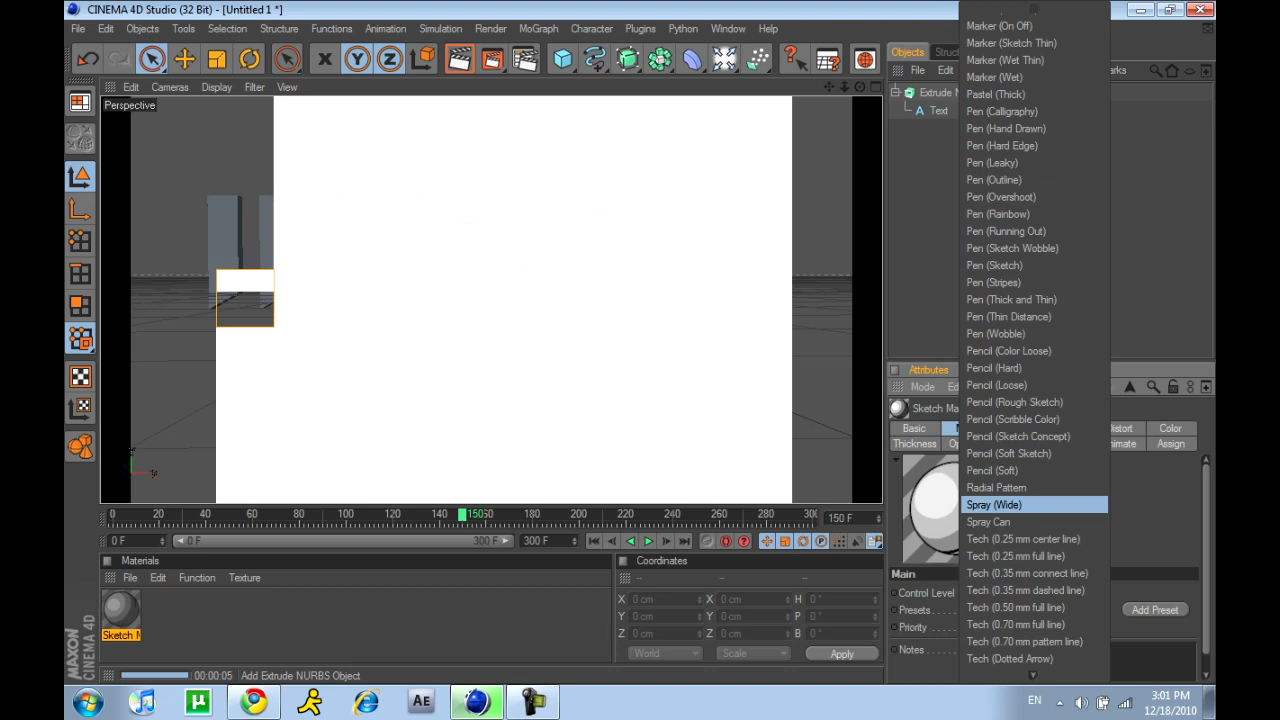 CINEMA 4D Studio (32 Bit) - [Untitled 1 *]
File Edit Objects Tools Selection Structure Functions Animation Simulation Render MoGraph Character Plugins Python Window Help
Edit Cameras Display Filter View
Perspective
Objects Struct
File Edit
Extrude N
Text
Marker (On Off)
Marker (Sketch Thin)
Marker (Wet Thin)
Marker (Wet)
Pastel (Thick)
Pen (Calligraphy)
Pen (Hand Drawn)
Pen (Hard Edge)
Pen (Leaky)
Pen (Outline)
Pen (Overshoot)
Pen (Rainbow)
Pen (Running Out)
Pen (Sketch Wobble)
Pen (Sketch)
Pen (Stripes)
Pen (Thick and Thin)
Pen (Thin Distance)
Pen (Wobble)
Pencil (Color Loose)
Pencil (Hard)
Pencil (Loose)
Pencil (Rough Sketch)
Pencil (Scribble Color)
Pencil (Sketch Concept)
Pencil (Soft Sketch)
Pencil (Soft)
Radial Pattern
Spray (Wide)
Spray Can
Tech (0.25 mm center line)
Tech (0.25 mm full line)
Tech (0.35 mm connect line)
Tech (0.35 mm dashed line)
Tech (0.50 mm full line)
Tech (0.70 mm full line)
Tech (0.70 mm pattern line)
Tech (Dotted Arrow)
arks
Attributes
Mode Ed
Sketch Ma
Basic M istort Color
Thickness Op nimate Assign
Main
Control Level
Presets Add Preset
Priority
Notes
0 20 40 60 80 100 120 140 150 60 180 200 220 240 260 280 30 150 F
0 F 0 F 300 F 300 F
Materials
File Edit Function Texture
Sketch M
Coordinates
-- -- --
X 0 cm X 0 cm H 0 °
Y 0 cm Y 0 cm P 0 °
Z 0 cm Z 0 cm B 0 °
World Scale Apply
MAXON
CINEMA 4D
00:00:05 Add Extrude NURBS Object
AE
EN
3:01 PM
12/18/2010